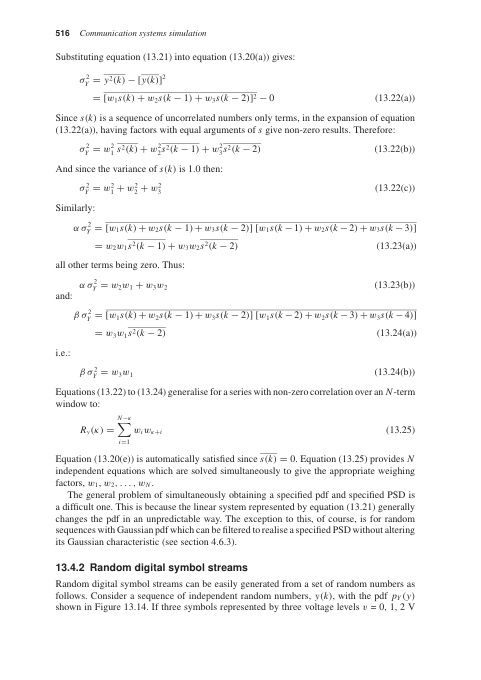 516 Communication systems simulation
Substituting equation (13.21) into equation (13.20(a)) gives:
σ_Y^2 = \overline{y^2(k)} − [\overline{y(k)}]^2
= \overline{[w_1 s(k) + w_2 s(k − 1) + w_3 s(k − 2)]^2} − 0 (13.22(a))
Since s(k) is a sequence of uncorrelated numbers only terms, in the expansion of equation
(13.22(a)), having factors with equal arguments of s give non-zero results. Therefore:
σ_Y^2 = w_1^2 \overline{s^2(k)} + w_2^2 \overline{s^2(k − 1)} + w_3^2 \overline{s^2(k − 2)} (13.22(b))
And since the variance of s(k) is 1.0 then:
σ_Y^2 = w_1^2 + w_2^2 + w_3^2 (13.22(c))
Similarly:
α σ_Y^2 = \overline{[w_1 s(k) + w_2 s(k − 1) + w_3 s(k − 2)] [w_1 s(k − 1) + w_2 s(k − 2) + w_3 s(k − 3)]}
= w_2 w_1 \overline{s^2(k − 1)} + w_3 w_2 \overline{s^2(k − 2)} (13.23(a))
all other terms being zero. Thus:
α σ_Y^2 = w_2 w_1 + w_3 w_2 (13.23(b))
and:
β σ_Y^2 = \overline{[w_1 s(k) + w_2 s(k − 1) + w_3 s(k − 2)] [w_1 s(k − 2) + w_2 s(k − 3) + w_3 s(k − 4)]}
= w_3 w_1 \overline{s^2(k − 2)} (13.24(a))
i.e.:
β σ_Y^2 = w_3 w_1 (13.24(b))
Equations (13.22) to (13.24) generalise for a series with non-zero correlation over an N-term
window to:
R_y(κ) = \sum_{i=1}^{N−κ} w_i w_{κ+i} (13.25)
Equation (13.20(e)) is automatically satisfied since \overline{s(k)} = 0. Equation (13.25) provides N
independent equations which are solved simultaneously to give the appropriate weighing
factors, w_1, w_2, . . . , w_N.
The general problem of simultaneously obtaining a specified pdf and specified PSD is
a difficult one. This is because the linear system represented by equation (13.21) generally
changes the pdf in an unpredictable way. The exception to this, of course, is for random
sequences with Gaussian pdf which can be filtered to realise a specified PSD without altering
its Gaussian characteristic (see section 4.6.3).
13.4.2 Random digital symbol streams
Random digital symbol streams can be easily generated from a set of random numbers as
follows. Consider a sequence of independent random numbers, y(k), with the pdf p_Y(y)
shown in Figure 13.14. If three symbols represented by three voltage levels v = 0, 1, 2 V